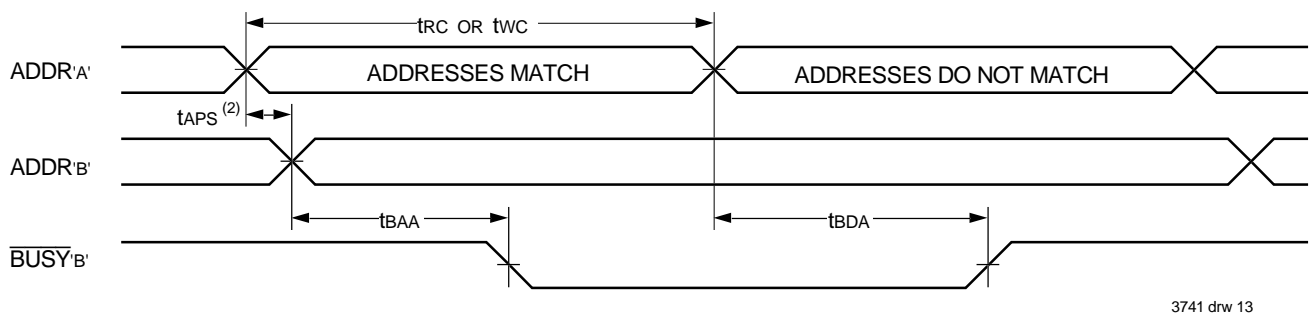 tRC OR tWC
ADDR'A'
ADDRESSES MATCH
ADDRESSES DO NOT MATCH
tAPS (2)
ADDR'B'
tBAA
tBDA
BUSY'B'
3741 drw 13